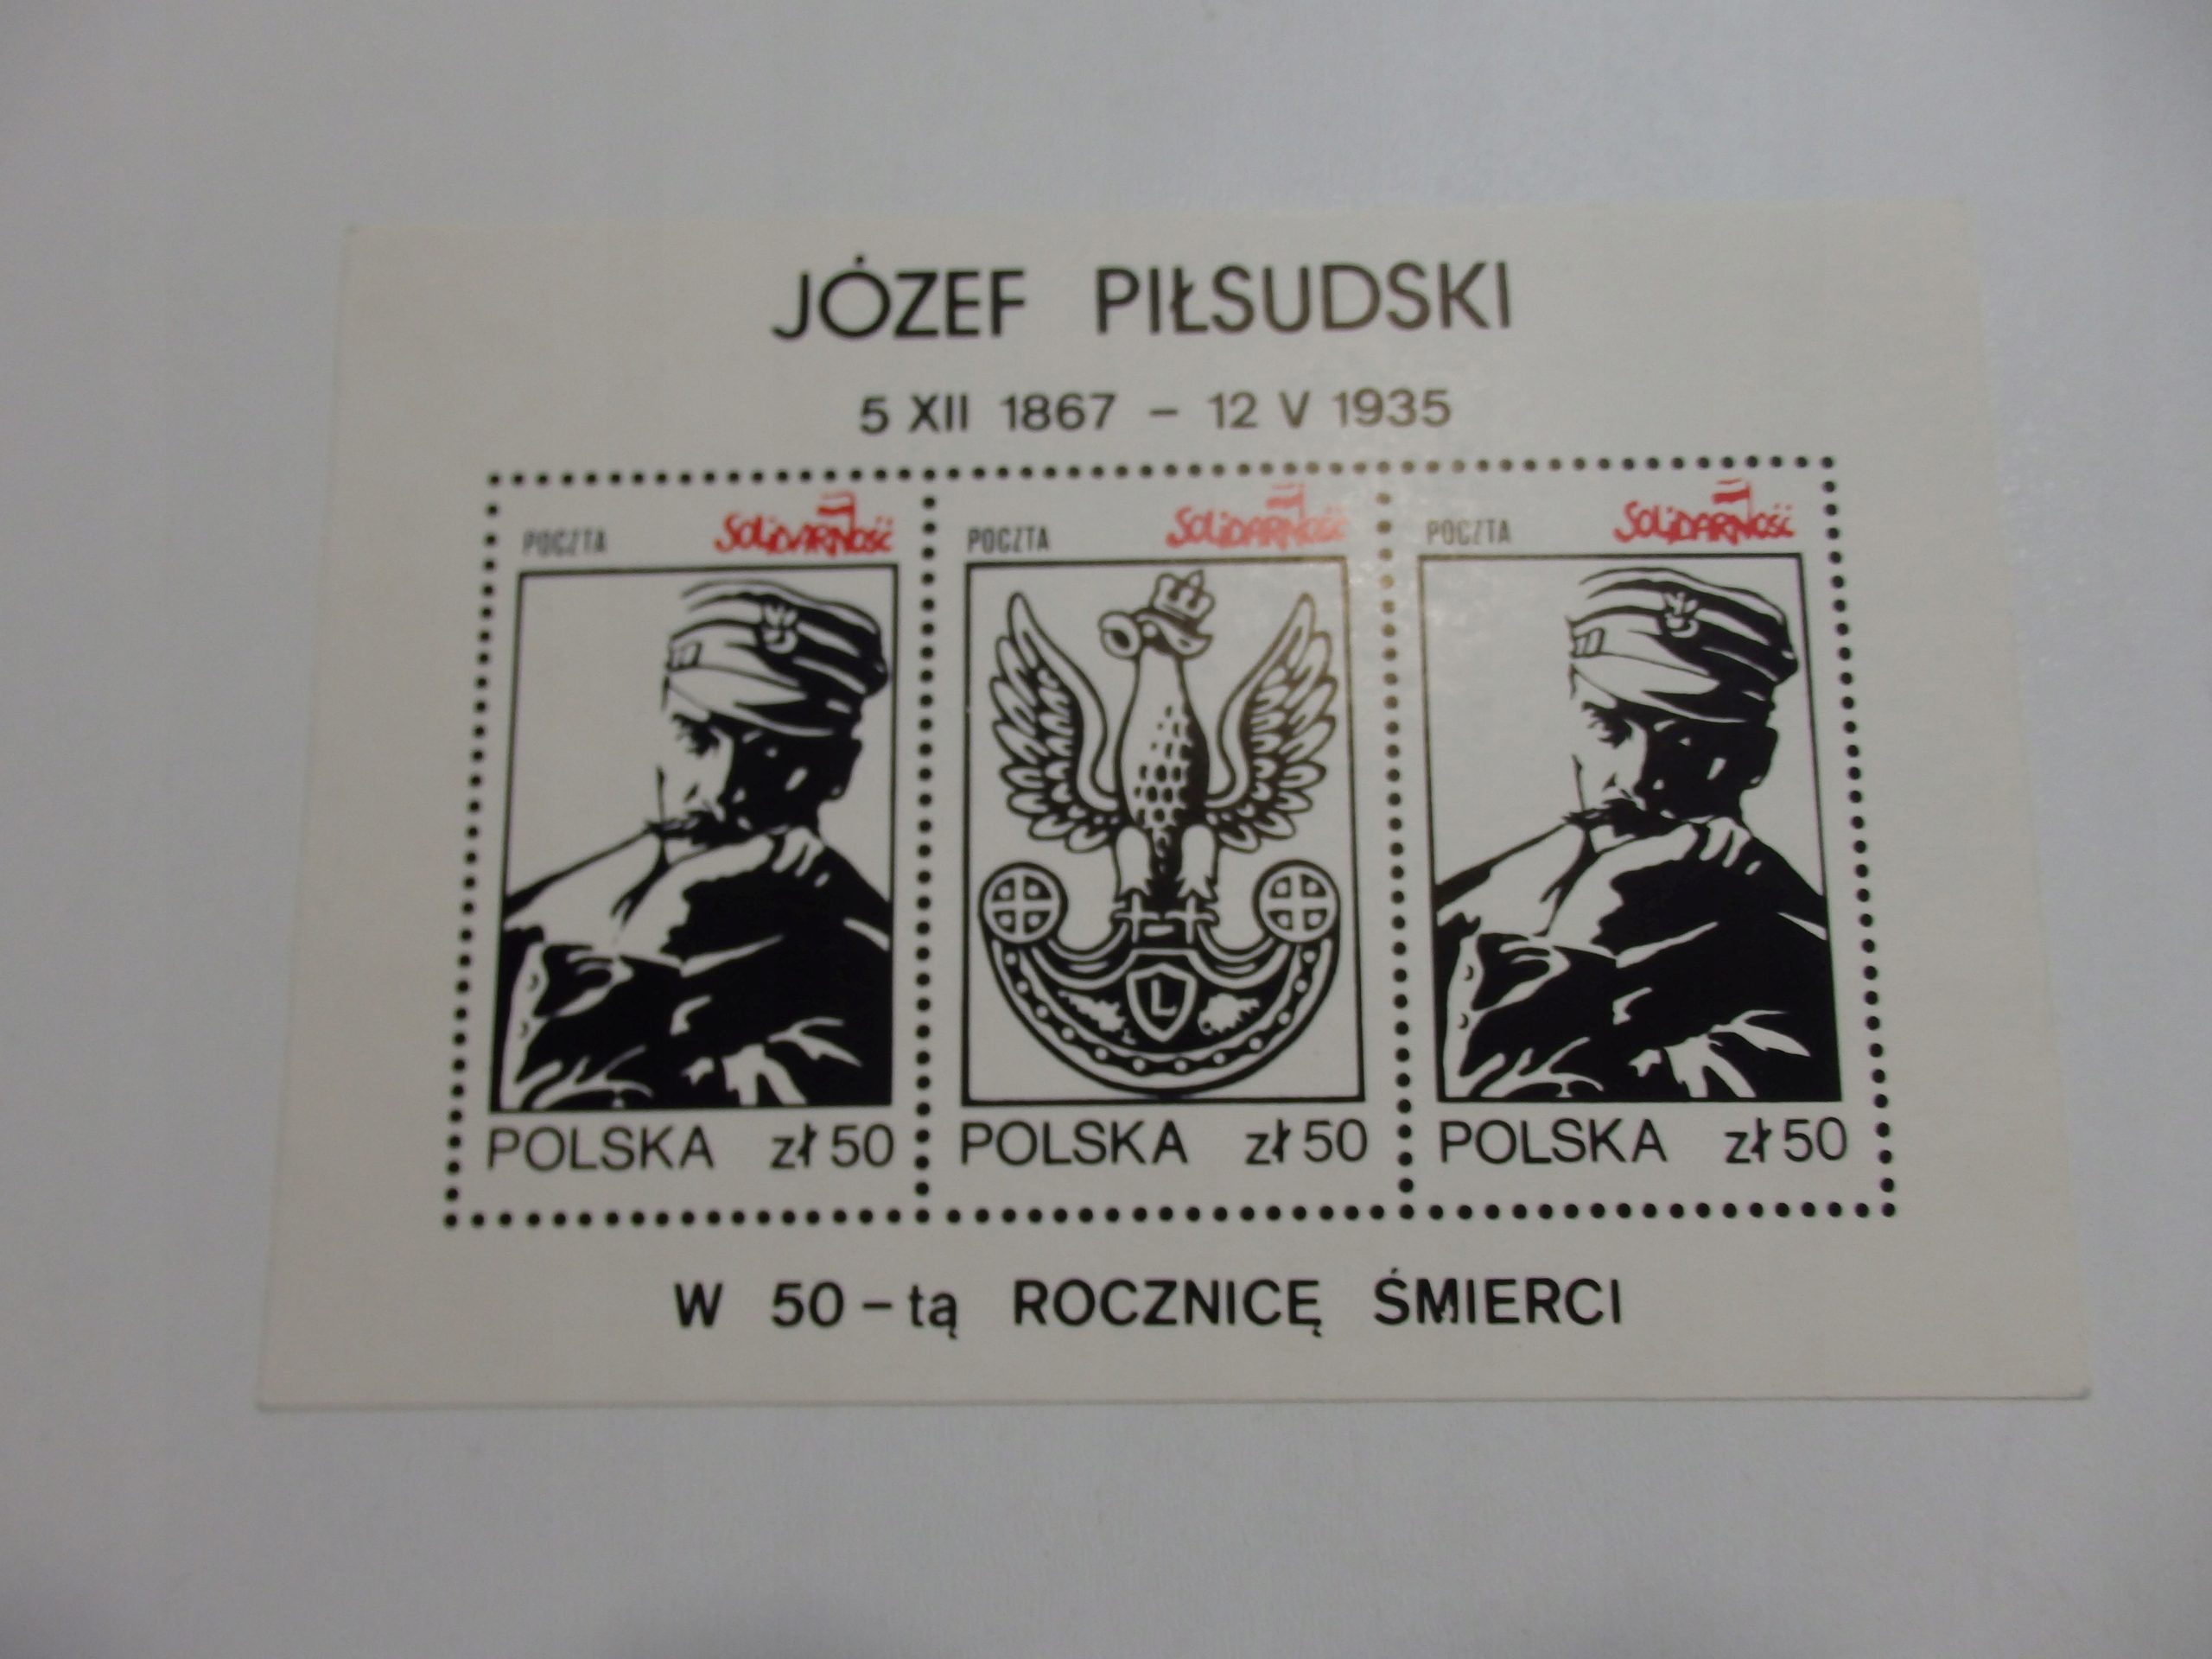 JÓZEF PIŁSUDSKI
5 XII 1867 – 12 V 1935
POCZTA SOLiDARNOŚĆ
POCZTA SOLiDARNOŚĆ
POCZTA SOLiDARNOŚĆ
L
POLSKA zł 50
POLSKA zł 50
POLSKA zł 50
W 50 – tą ROCZNICĘ ŚMIERCI